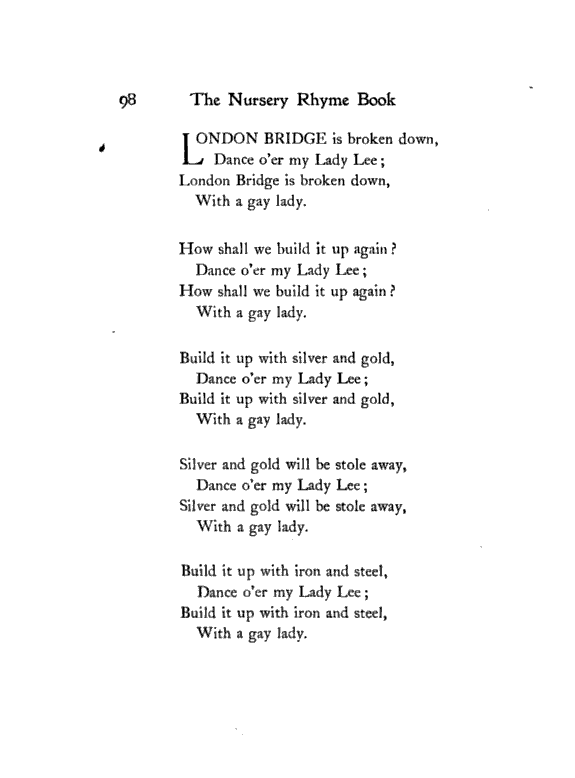 98 The Nursery Rhyme Book
LONDON BRIDGE is broken down,
Dance o'er my Lady Lee;
London Bridge is broken down,
With a gay lady.
How shall we build it up again?
Dance o'er my Lady Lee;
How shall we build it up again?
With a gay lady.
Build it up with silver and gold,
Dance o'er my Lady Lee;
Build it up with silver and gold,
With a gay lady.
Silver and gold will be stole away,
Dance o'er my Lady Lee;
Silver and gold will be stole away,
With a gay lady.
Build it up with iron and steel,
Dance o'er my Lady Lee;
Build it up with iron and steel,
With a gay lady.